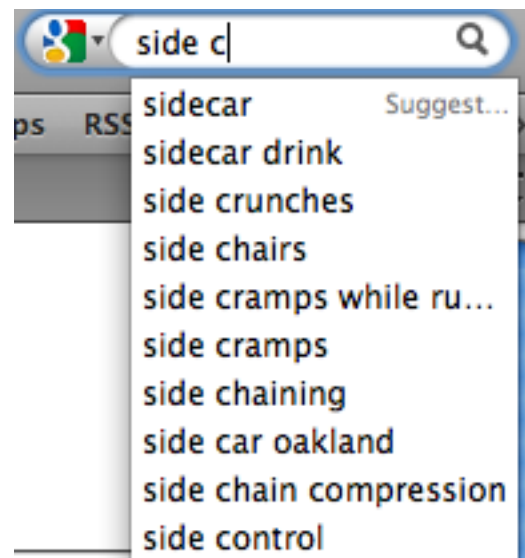 side c
sidecar Suggest...
ps RSS
sidecar drink
side crunches
side chairs
side cramps while ru...
side cramps
side chaining
side car oakland
side chain compression
side control